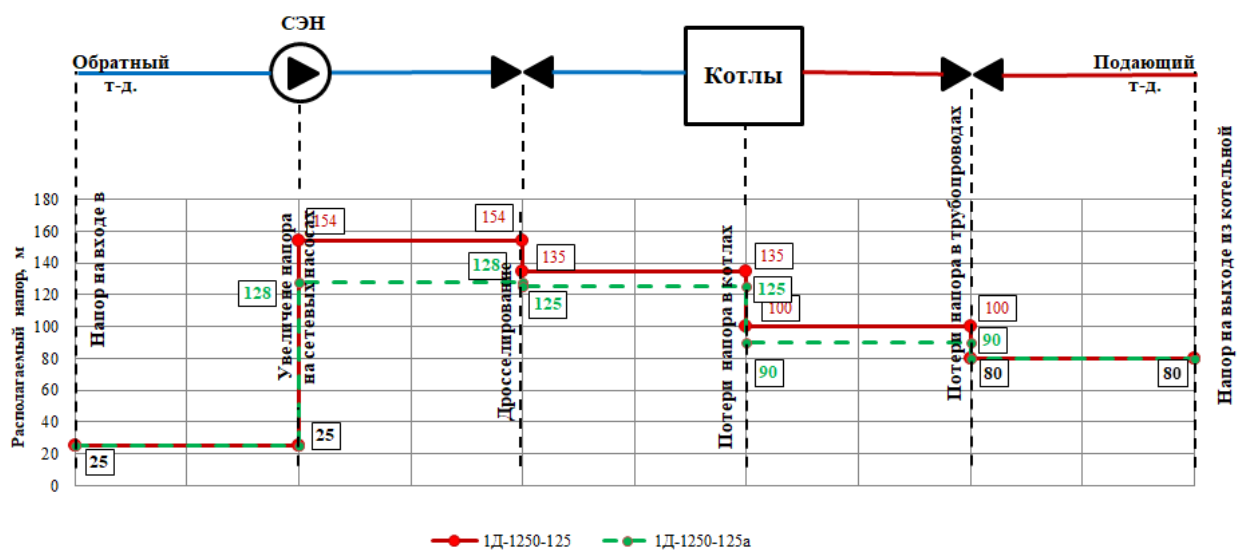 СЭН
Обратный
т-д.
Котлы
Подающий
т-д.
Располагаемый напор, м
180
160
140
120
100
80
60
40
20
0
Напор на входе в
Увеличене напора
на сетевых насосах
Дросселирование
Потери напора в котлах
Потери напора в трубопроводах
Напор на выходе из котельной
25
25
128
154
154
128
135
125
135
125
100
90
100
90
80
80
1Д-1250-125
1Д-1250-125а